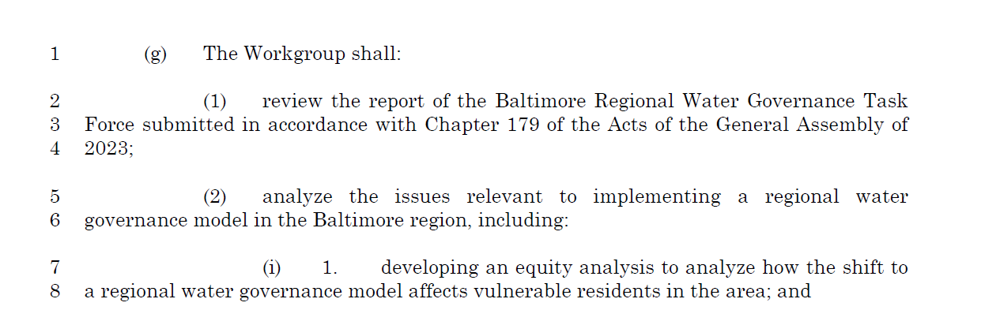 1 (g) The Workgroup shall:
2 (1) review the report of the Baltimore Regional Water Governance Task
3 Force submitted in accordance with Chapter 179 of the Acts of the General Assembly of
4 2023;
5 (2) analyze the issues relevant to implementing a regional water
6 governance model in the Baltimore region, including:
7 (i) 1. developing an equity analysis to analyze how the shift to
8 a regional water governance model affects vulnerable residents in the area; and